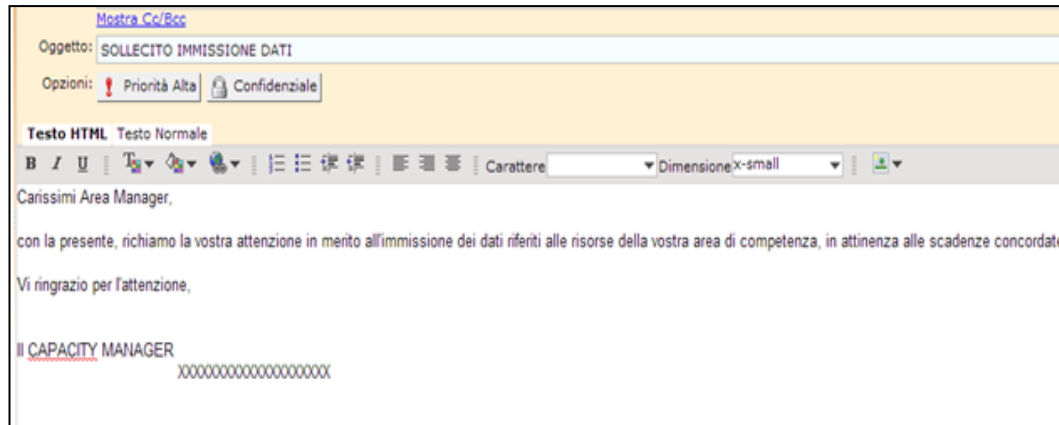 Mostra Cc/Bcc
Oggetto: SOLLECITO IMMISSIONE DATI
Opzioni: Priorità Alta Confidenziale
Testo HTML Testo Normale
B I U Carattere Dimensione x-small
Carissimi Area Manager,
con la presente, richiamo la vostra attenzione in merito all'immissione dei dati riferiti alle risorse della vostra area di competenza, in attinenza alle scadenze concordate
Vi ringrazio per l'attenzione,
Il CAPACITY MANAGER
XXXXXXXXXXXXXXXXXXXX